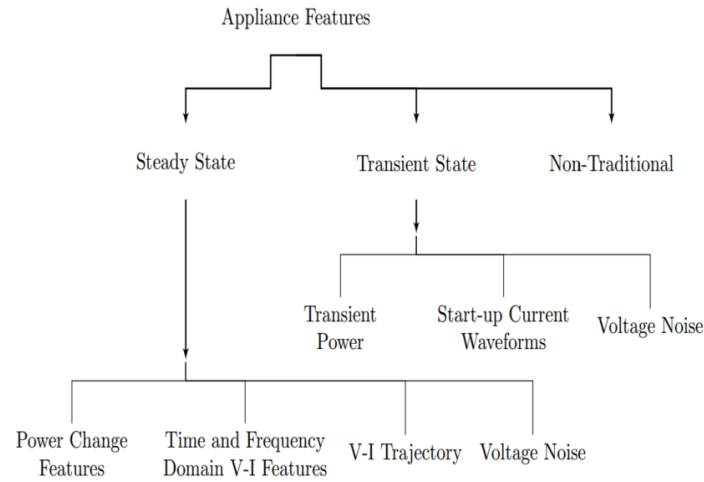 Appliance Features
Steady State
Transient State
Non-Traditional
Transient
Power
Start-up Current
Waveforms
Voltage Noise
Power Change
Features
Time and Frequency
Domain V-I Features
V-I Trajectory
Voltage Noise